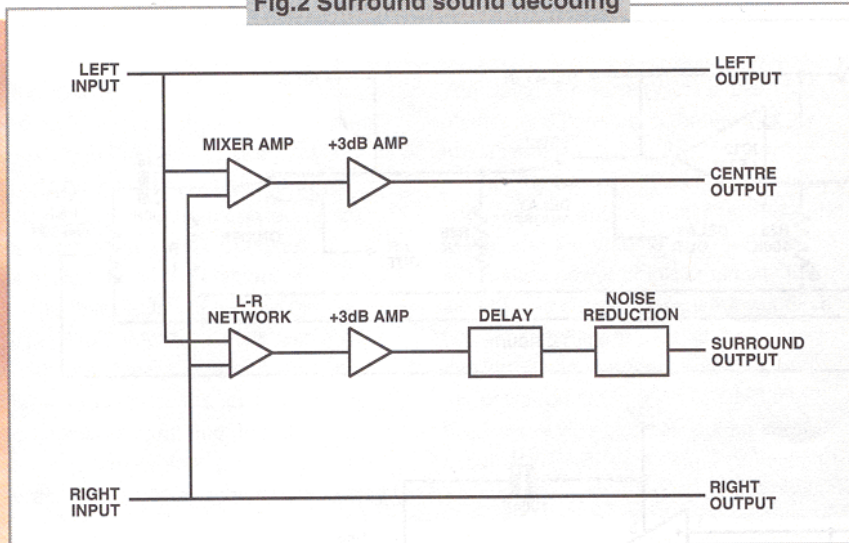 Fig.2 Surround sound decoding
LEFT
INPUT
LEFT
OUTPUT
MIXER AMP
+3dB AMP
CENTRE
OUTPUT
L-R
NETWORK
+3dB AMP
DELAY
NOISE
REDUCTION
SURROUND
OUTPUT
RIGHT
INPUT
RIGHT
OUTPUT